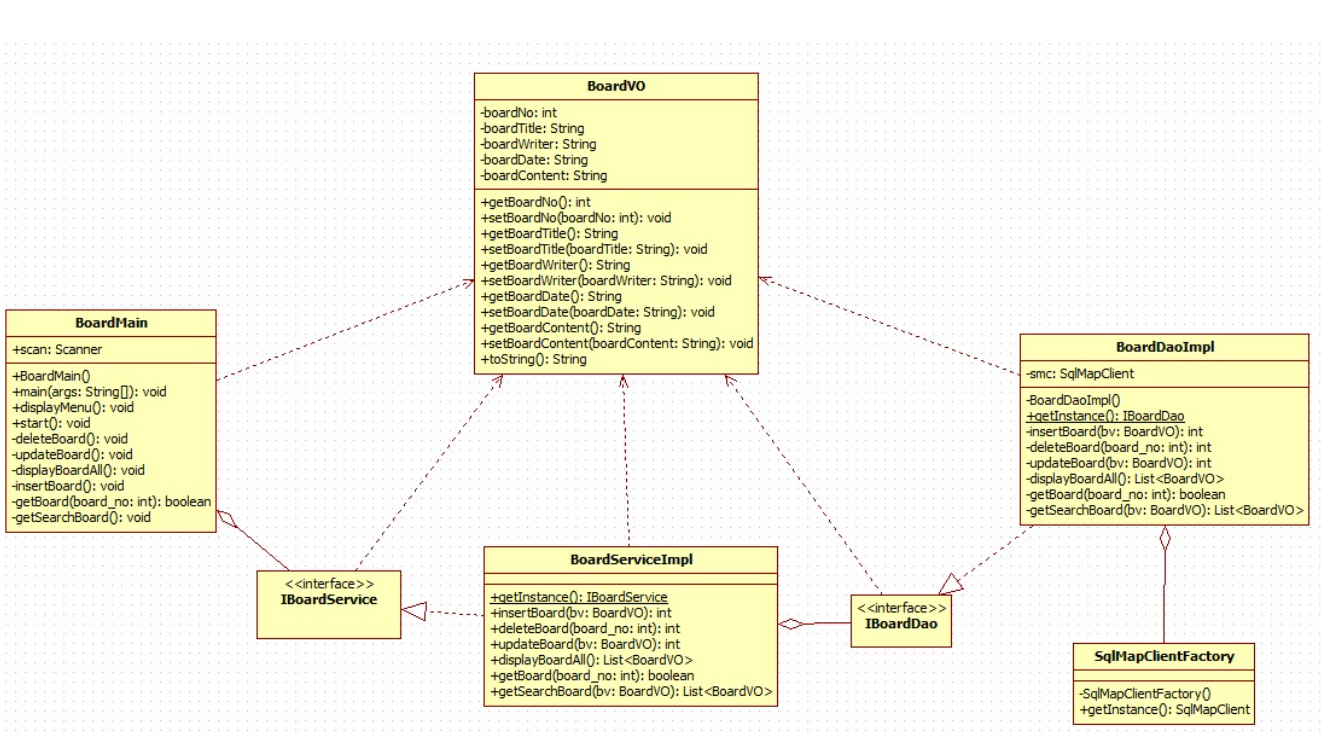 BoardVO
-boardNo: int
-boardTitle: String
-boardWriter: String
-boardDate: String
-boardContent: String
+getBoardNo(): int
+setBoardNo(boardNo: int): void
+getBoardTitle(): String
+setBoardTitle(boardTitle: String): void
+getBoardWriter(): String
+setBoardWriter(boardWriter: String): void
+getBoardDate(): String
+setBoardDate(boardDate: String): void
+getBoardContent(): String
+setBoardContent(boardContent: String): void
+toString(): String
BoardMain
+scan: Scanner
+BoardMain()
+main(args: String[]): void
+displayMenu(): void
+start(): void
-deleteBoard(): void
-updateBoard(): void
-displayBoardAll(): void
-insertBoard(): void
-getBoard(board_no: int): boolean
-getSearchBoard(): void
BoardDaoImpl
-smc: SqlMapClient
-BoardDaoImpl()
+getInstance(): IBoardDao
-insertBoard(bv: BoardVO): int
-deleteBoard(board_no: int): int
-updateBoard(bv: BoardVO): int
-displayBoardAll(): List<BoardVO>
-getBoard(board_no: int): boolean
-getSearchBoard(bv: BoardVO): List<BoardVO>
<<interface>>
IBoardService
BoardServiceImpl
+getInstance(): IBoardService
+insertBoard(bv: BoardVO): int
+deleteBoard(board_no: int): int
+updateBoard(bv: BoardVO): int
+displayBoardAll(): List<BoardVO>
+getBoard(board_no: int): boolean
+getSearchBoard(bv: BoardVO): List<BoardVO>
<<interface>>
IBoardDao
SqlMapClientFactory
-SqlMapClientFactory()
+getInstance(): SqlMapClient